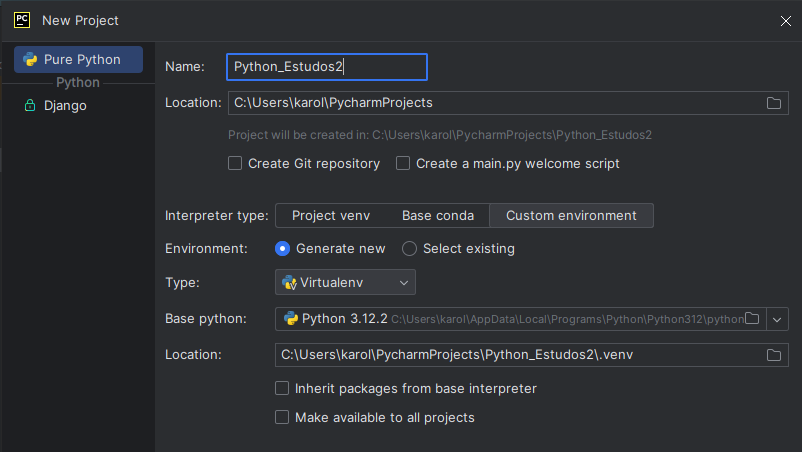 PC New Project
Pure Python
Python
Django
Name: Python_Estudos2
Location: C:\Users\karol\PycharmProjects
Project will be created in: C:\Users\karol\PycharmProjects\Python_Estudos2
Create Git repository Create a main.py welcome script
Interpreter type: Project venv Base conda Custom environment
Environment: Generate new Select existing
Type: Virtualenv
Base python: Python 3.12.2 C:\Users\karol\AppData\Local\Programs\Python\Python312\python
Location: C:\Users\karol\PycharmProjects\Python_Estudos2\.venv
Inherit packages from base interpreter
Make available to all projects